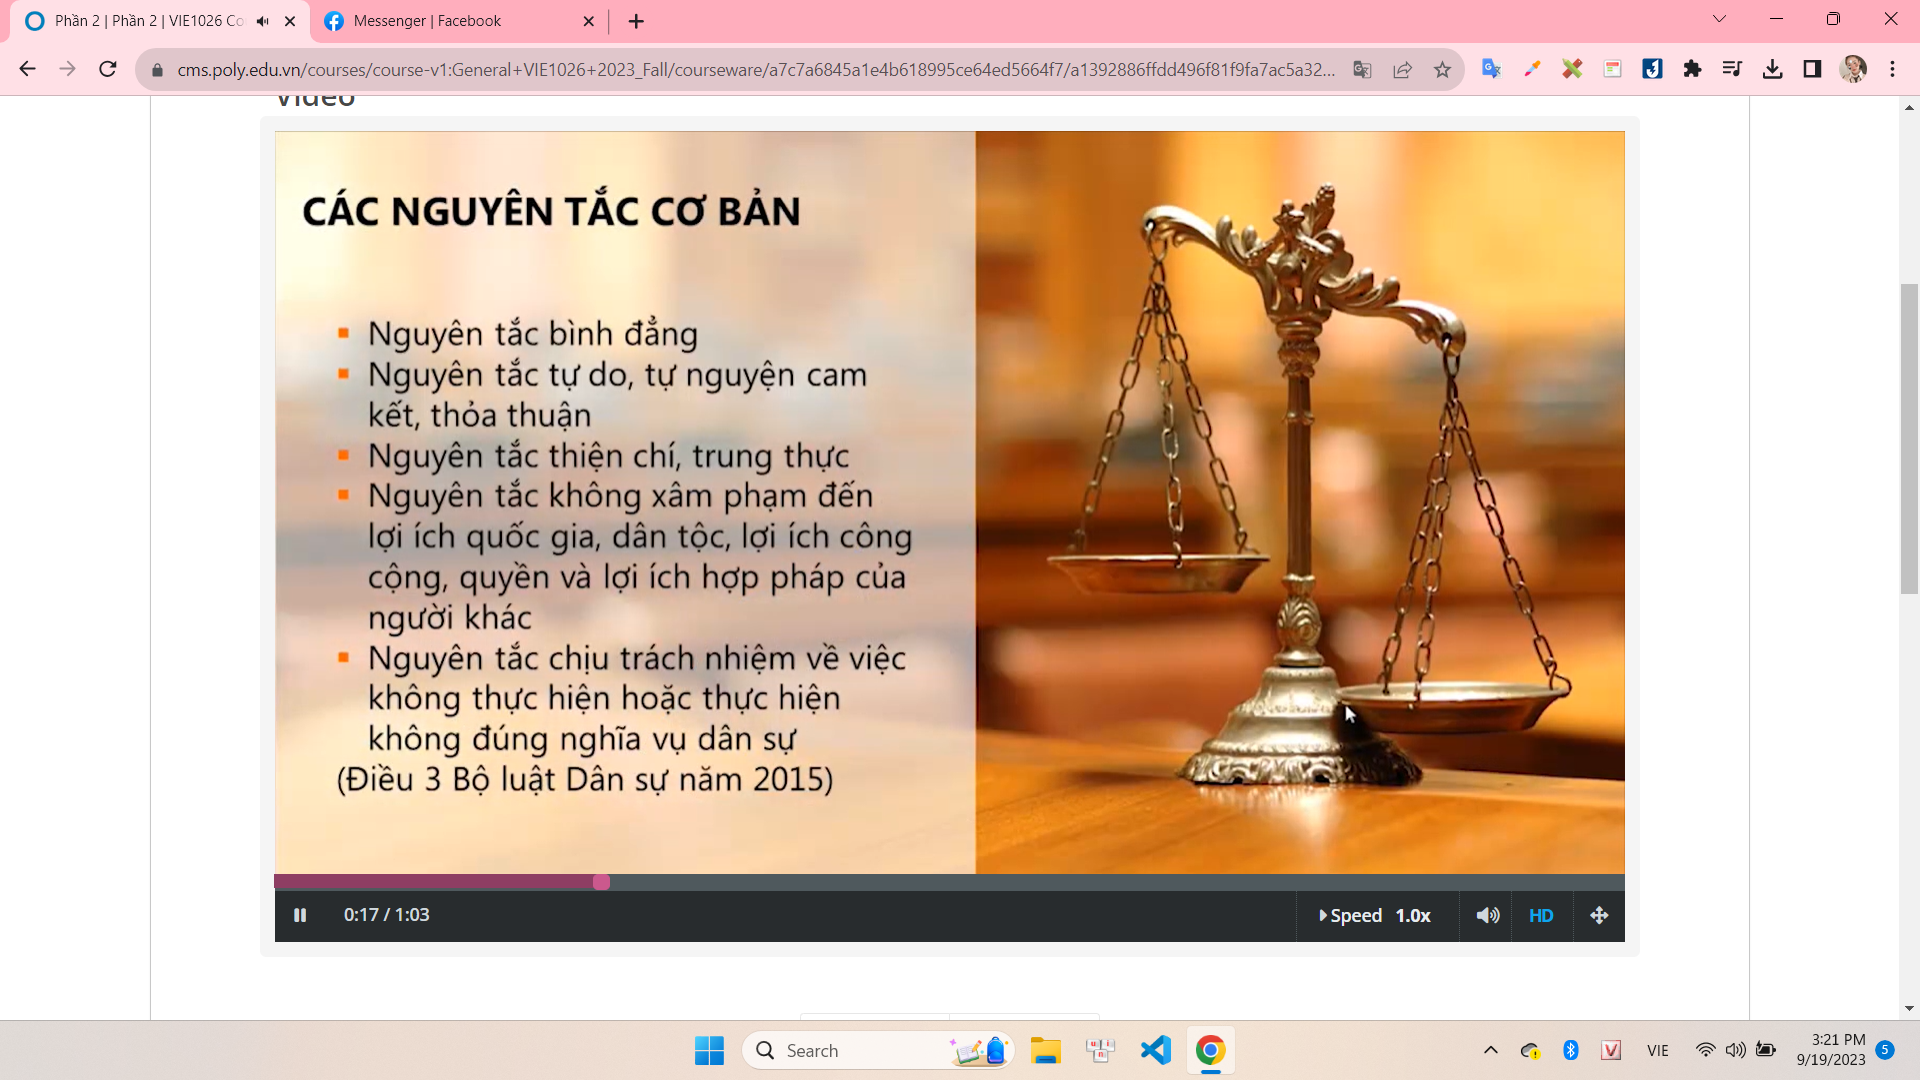 Phần 2 | Phần 2 | VIE1026 Co
Messenger | Facebook
cms.poly.edu.vn/courses/course-v1:General+VIE1026+2023_Fall/courseware/a7c7a6845a1e4b618995ce64ed5664f7/a1392886ffdd496f81f9fa7ac5a32...
Video
CÁC NGUYÊN TẮC CƠ BẢN
Nguyên tắc bình đẳng
Nguyên tắc tự do, tự nguyện cam
kết, thỏa thuận
Nguyên tắc thiện chí, trung thực
Nguyên tắc không xâm phạm đến
lợi ích quốc gia, dân tộc, lợi ích công
cộng, quyền và lợi ích hợp pháp của
người khác
Nguyên tắc chịu trách nhiệm về việc
không thực hiện hoặc thực hiện
không đúng nghĩa vụ dân sự
(Điều 3 Bộ luật Dân sự năm 2015)
0:17 / 1:03
Speed 1.0x
HD
Search
VIE
3:21 PM
9/19/2023
5